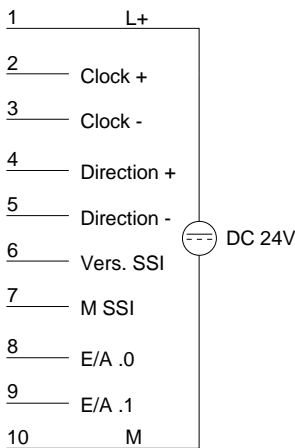 1 L+
2 Clock +
3 Clock -
4 Direction +
5 Direction -
DC 24V
6 Vers. SSI
7 M SSI
8 E/A .0
9 E/A .1
10 M